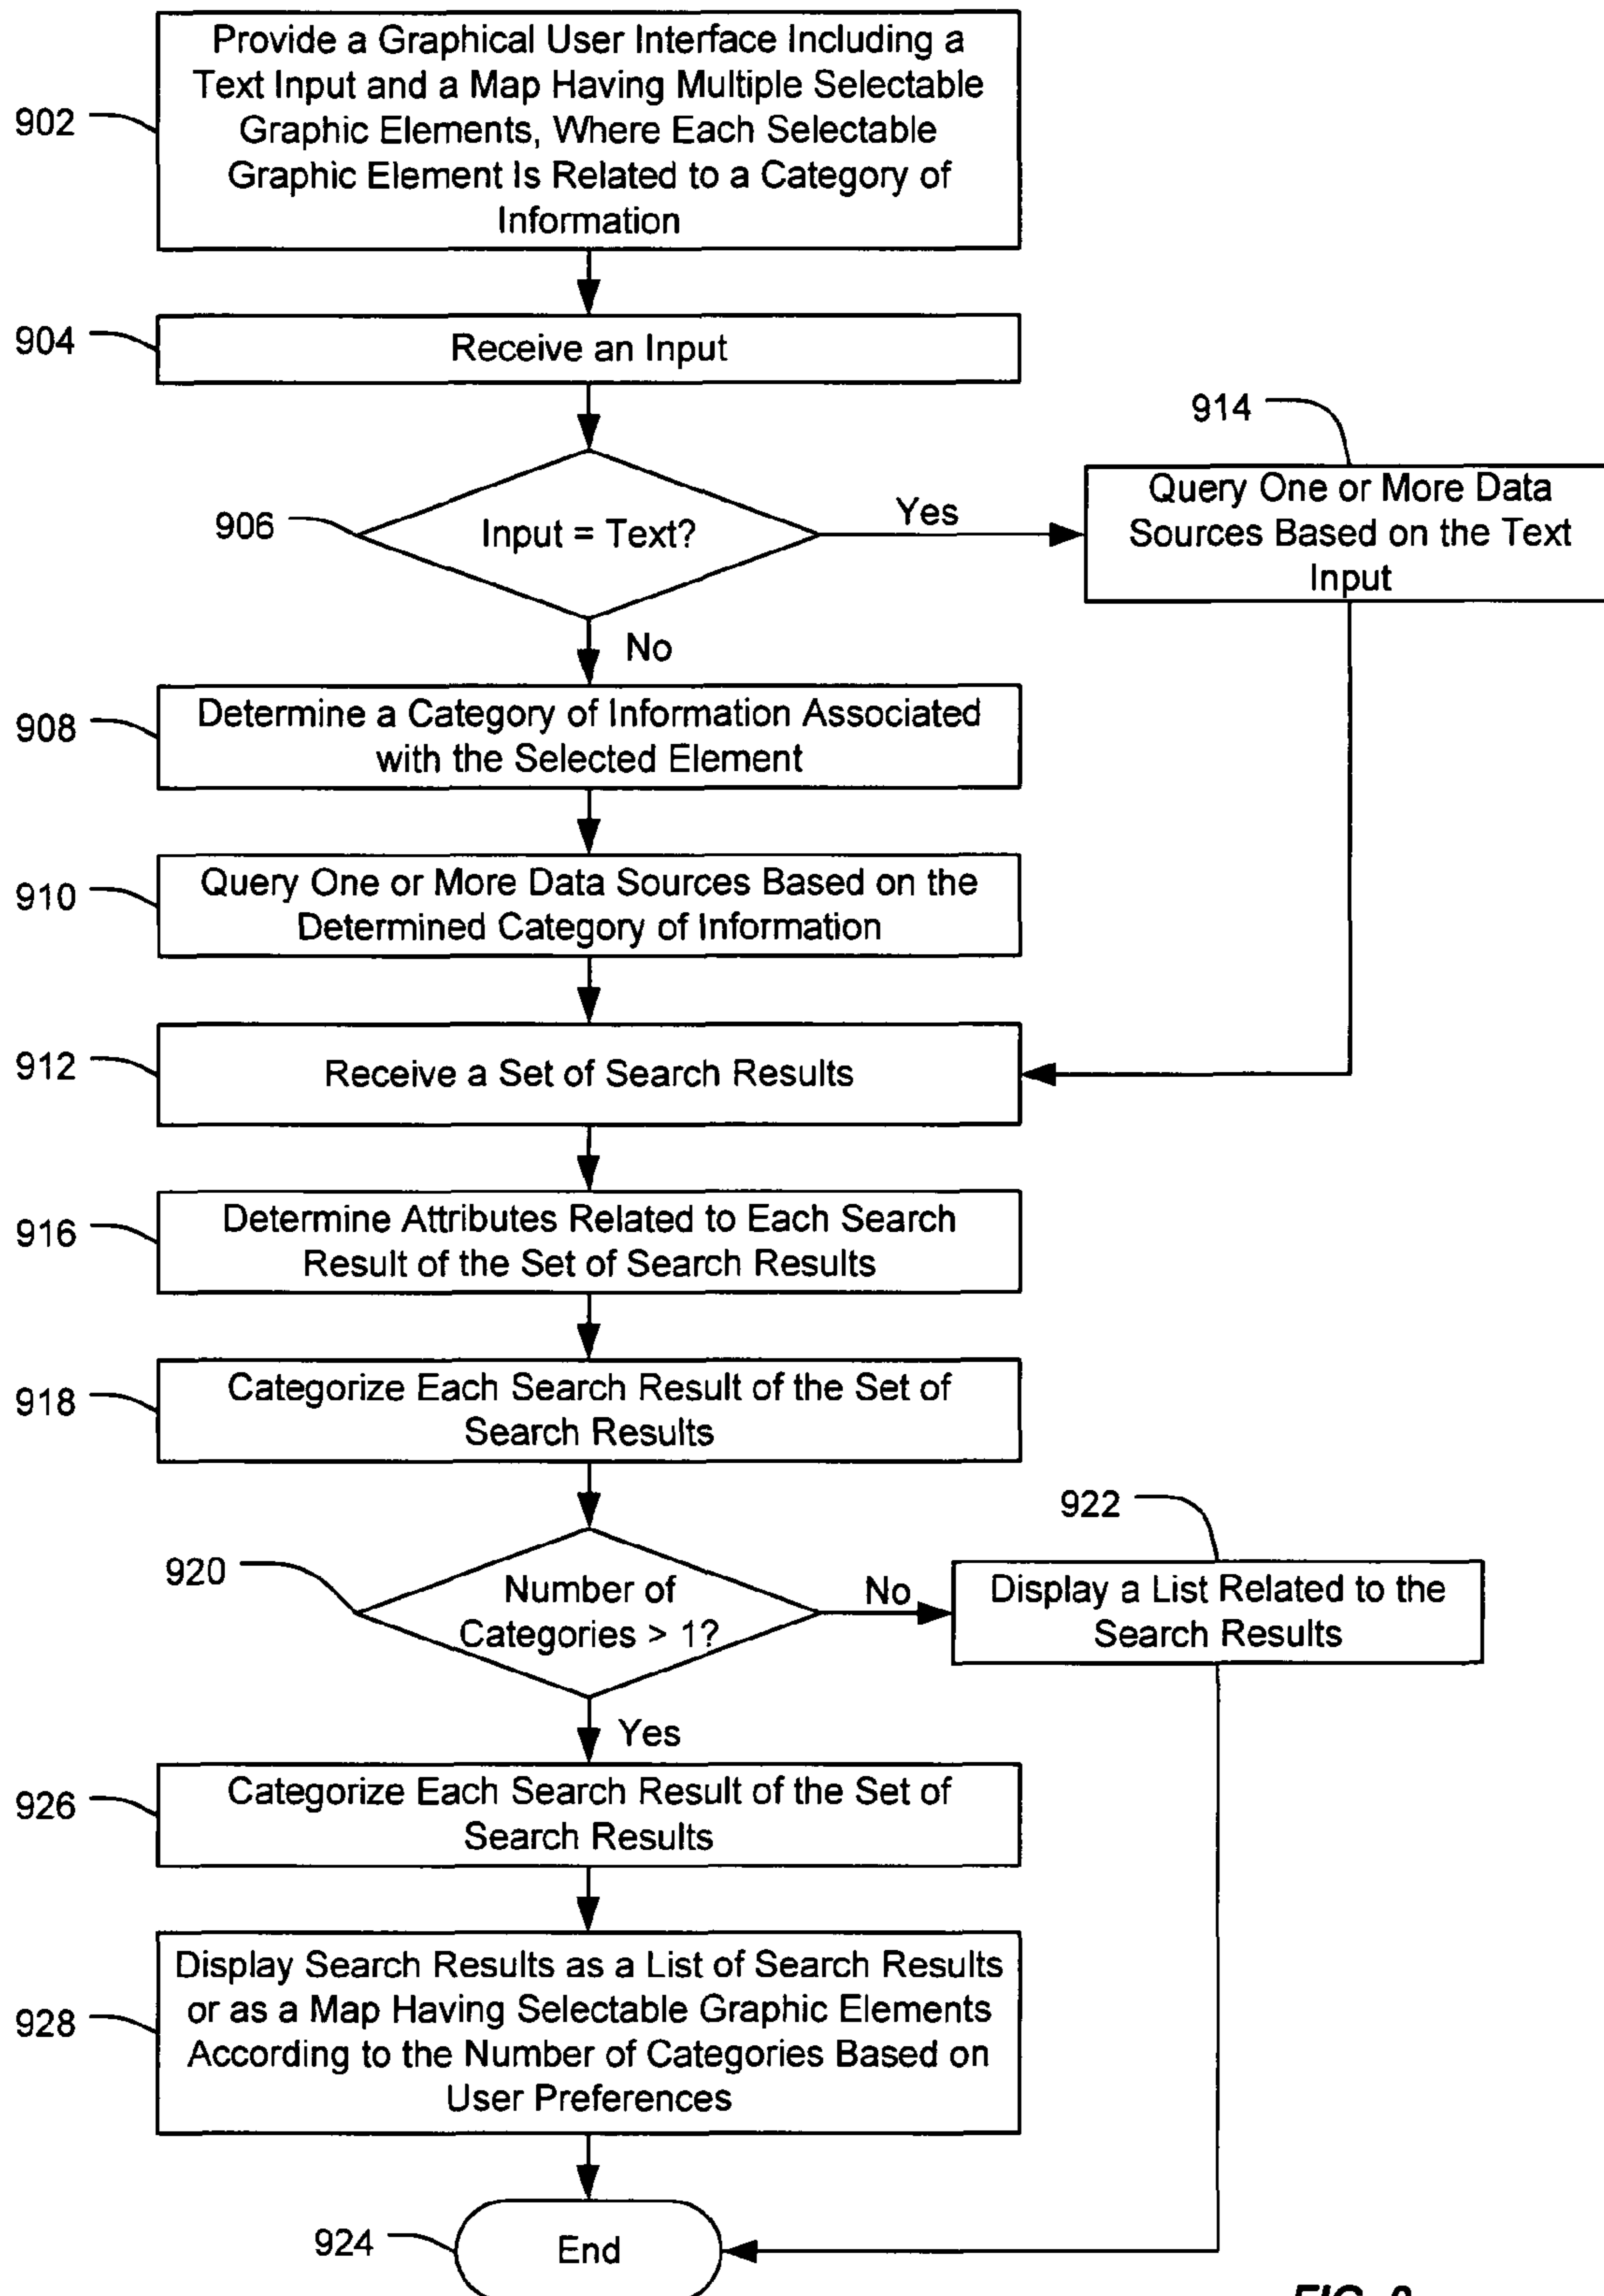 Provide a Graphical User Interface Including a
Text Input and a Map Having Multiple Selectable
Graphic Elements, Where Each Selectable
Graphic Element Is Related to a Category of
Information
902
904
Receive an Input
914
906
Input = Text?
Yes
Query One or More Data
Sources Based on the Text
Input
No
908
Determine a Category of Information Associated
with the Selected Element
910
Query One or More Data Sources Based on the
Determined Category of Information
912
Receive a Set of Search Results
916
Determine Attributes Related to Each Search
Result of the Set of Search Results
918
Categorize Each Search Result of the Set of
Search Results
922
920
Number of
Categories > 1?
No
Display a List Related to the
Search Results
Yes
926
Categorize Each Search Result of the Set of
Search Results
928
Display Search Results as a List of Search Results
or as a Map Having Selectable Graphic Elements
According to the Number of Categories Based on
User Preferences
924
End
FIG.